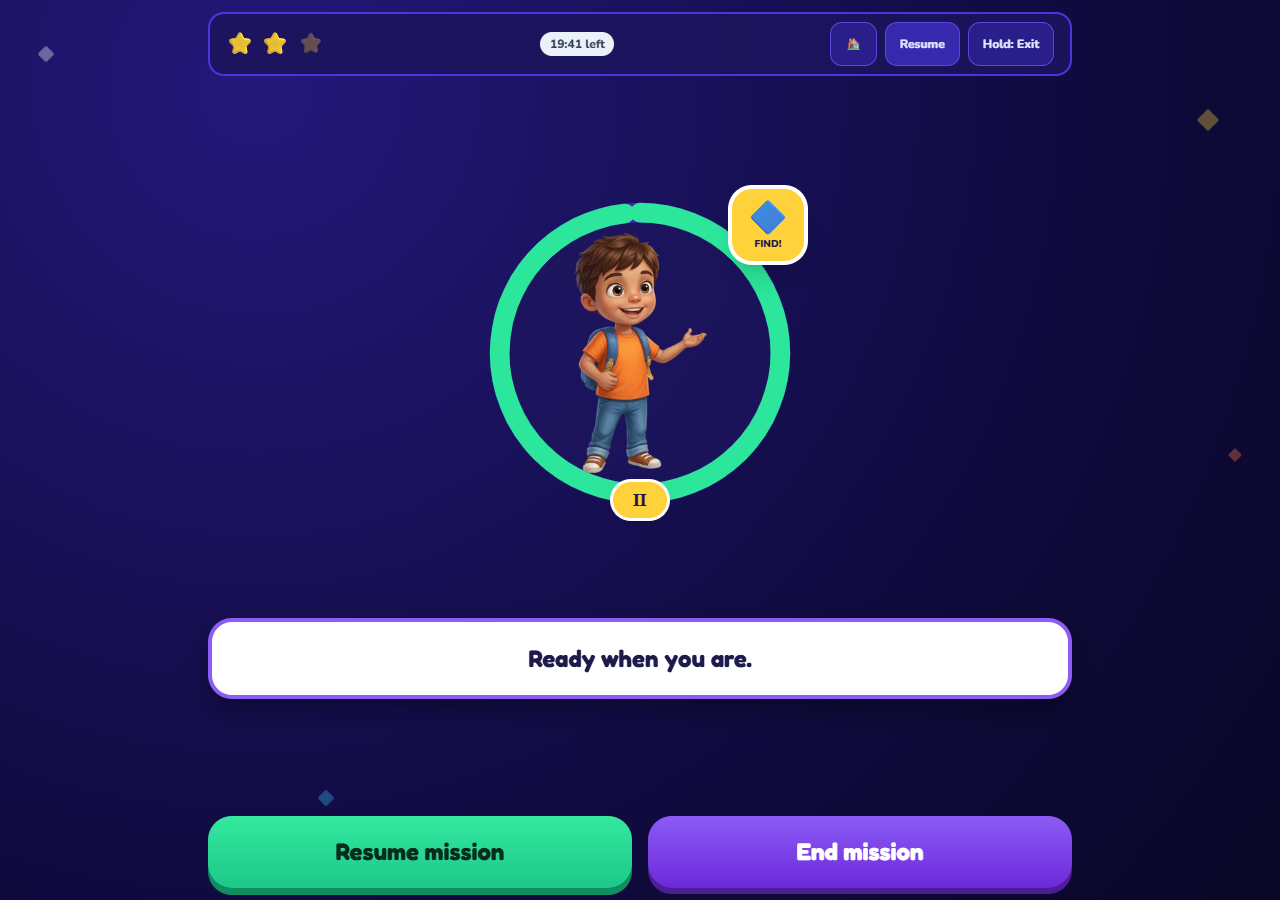 19:41 left
Resume
Hold: Exit
FIND!
II
Ready when you are.
Resume mission
End mission